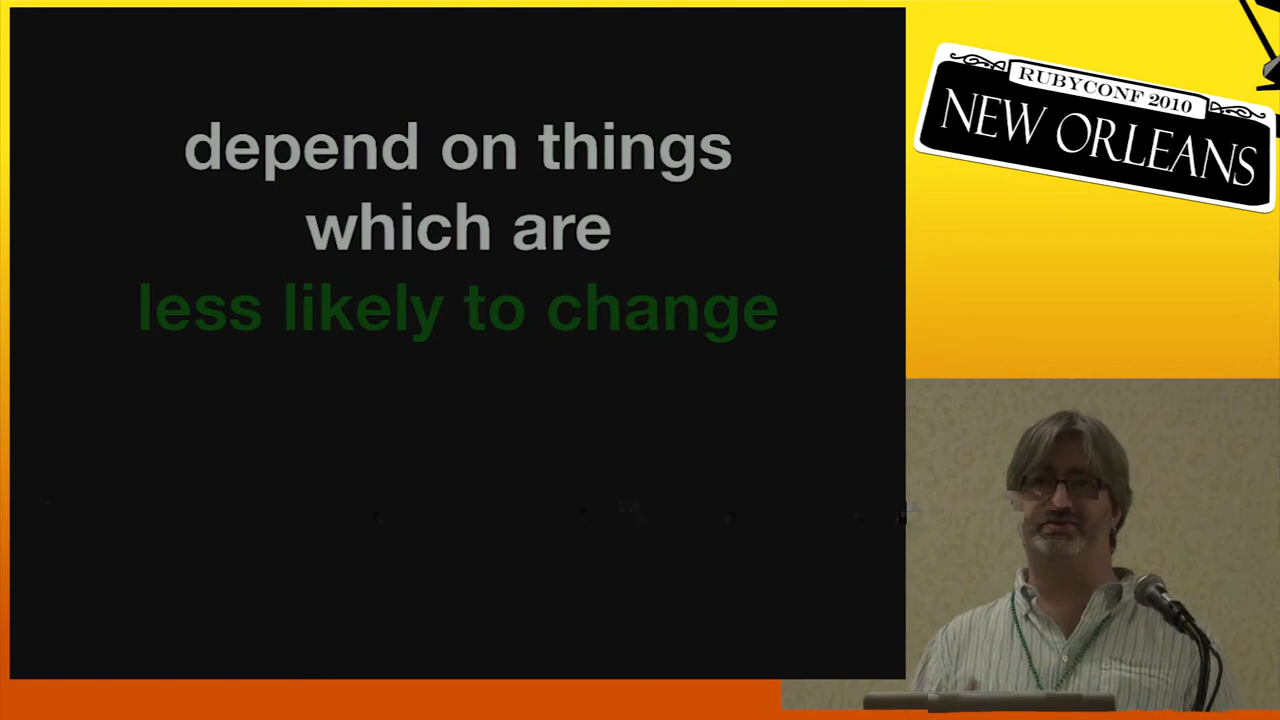 depend on things
which are
less likely to change
RUBYCONF 2010
NEW ORLEANS